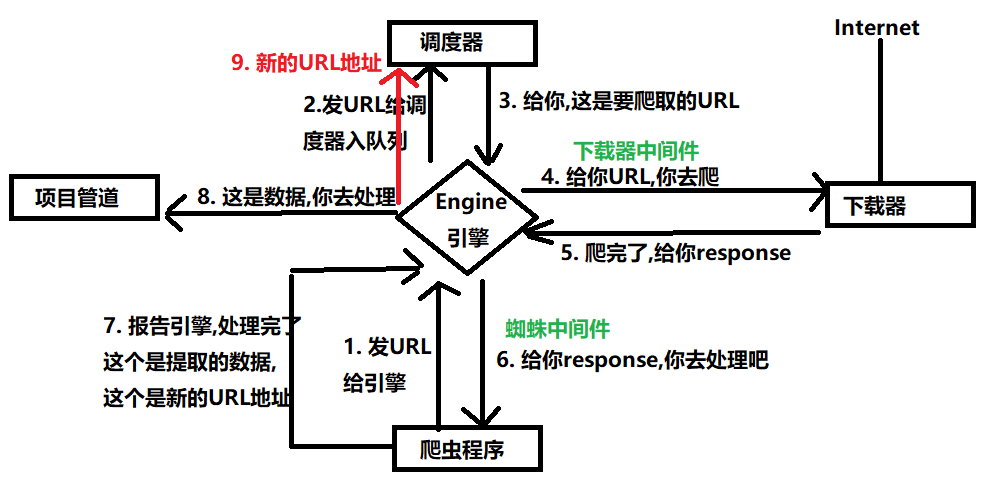 Internet
调度器
9. 新的URL地址
2.发URL给调
度器入队列
3. 给你,这是要爬取的URL
下载器中间件
4. 给你URL,你去爬
项目管道
8. 这是数据,你去处理
Engine
引擎
下载器
5. 爬完了,给你response
7. 报告引擎,处理完了
这个是提取的数据,
这个是新的URL地址
1. 发URL
给引擎
蜘蛛中间件
6. 给你response,你去处理吧
爬虫程序